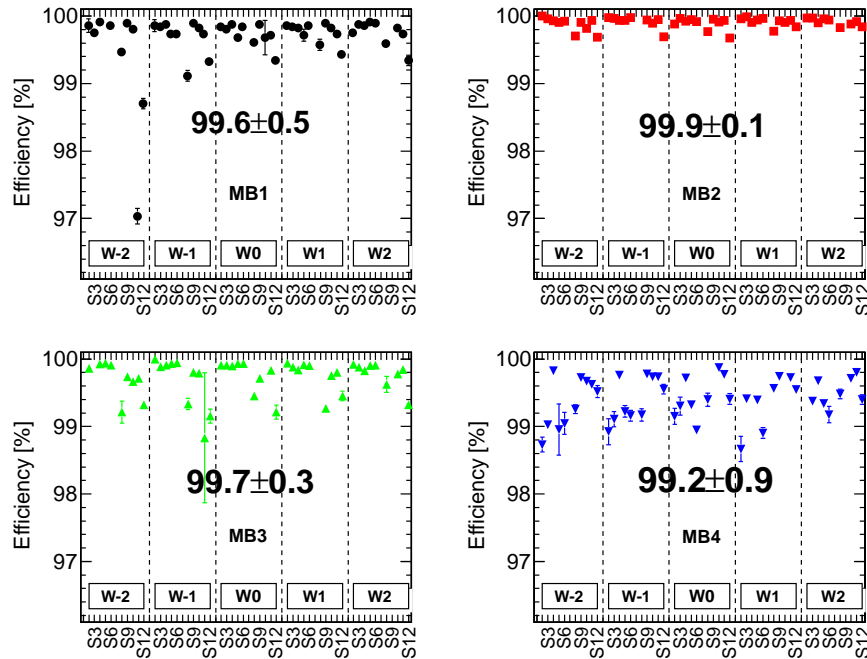 Efficiency [%]
100
99
98
97
99.6±0.5
MB1
W-2 W-1 W0 W1 W2
S3 S6 S9 S12 S3 S6 S9 S12 S3 S6 S9 S12 S3 S6 S9 S12 S3 S6 S9 S12
Efficiency [%]
100
99
98
97
99.9±0.1
MB2
W-2 W-1 W0 W1 W2
S3 S6 S9 S12 S3 S6 S9 S12 S3 S6 S9 S12 S3 S6 S9 S12 S3 S6 S9 S12
Efficiency [%]
100
99
98
97
99.7±0.3
MB3
W-2 W-1 W0 W1 W2
S3 S6 S9 S12 S3 S6 S9 S12 S3 S6 S9 S12 S3 S6 S9 S12 S3 S6 S9 S12
Efficiency [%]
100
99
98
97
99.2±0.9
MB4
W-2 W-1 W0 W1 W2
S3 S6 S9 S12 S3 S6 S9 S12 S3 S6 S9 S12 S3 S6 S9 S12 S3 S6 S9 S12